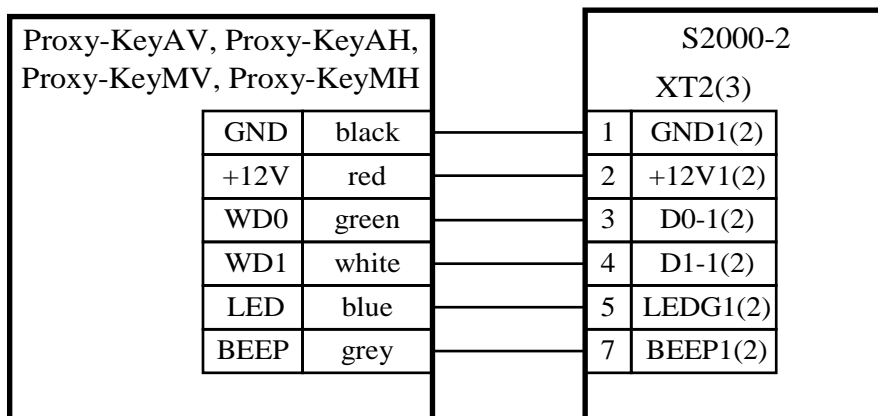 Proxy-KeyAV, Proxy-KeyAH,
Proxy-KeyMV, Proxy-KeyMH
S2000-2
XT2(3)
GND black 1 GND1(2)
+12V red 2 +12V1(2)
WD0 green 3 D0-1(2)
WD1 white 4 D1-1(2)
LED blue 5 LEDG1(2)
BEEP grey 7 BEEP1(2)